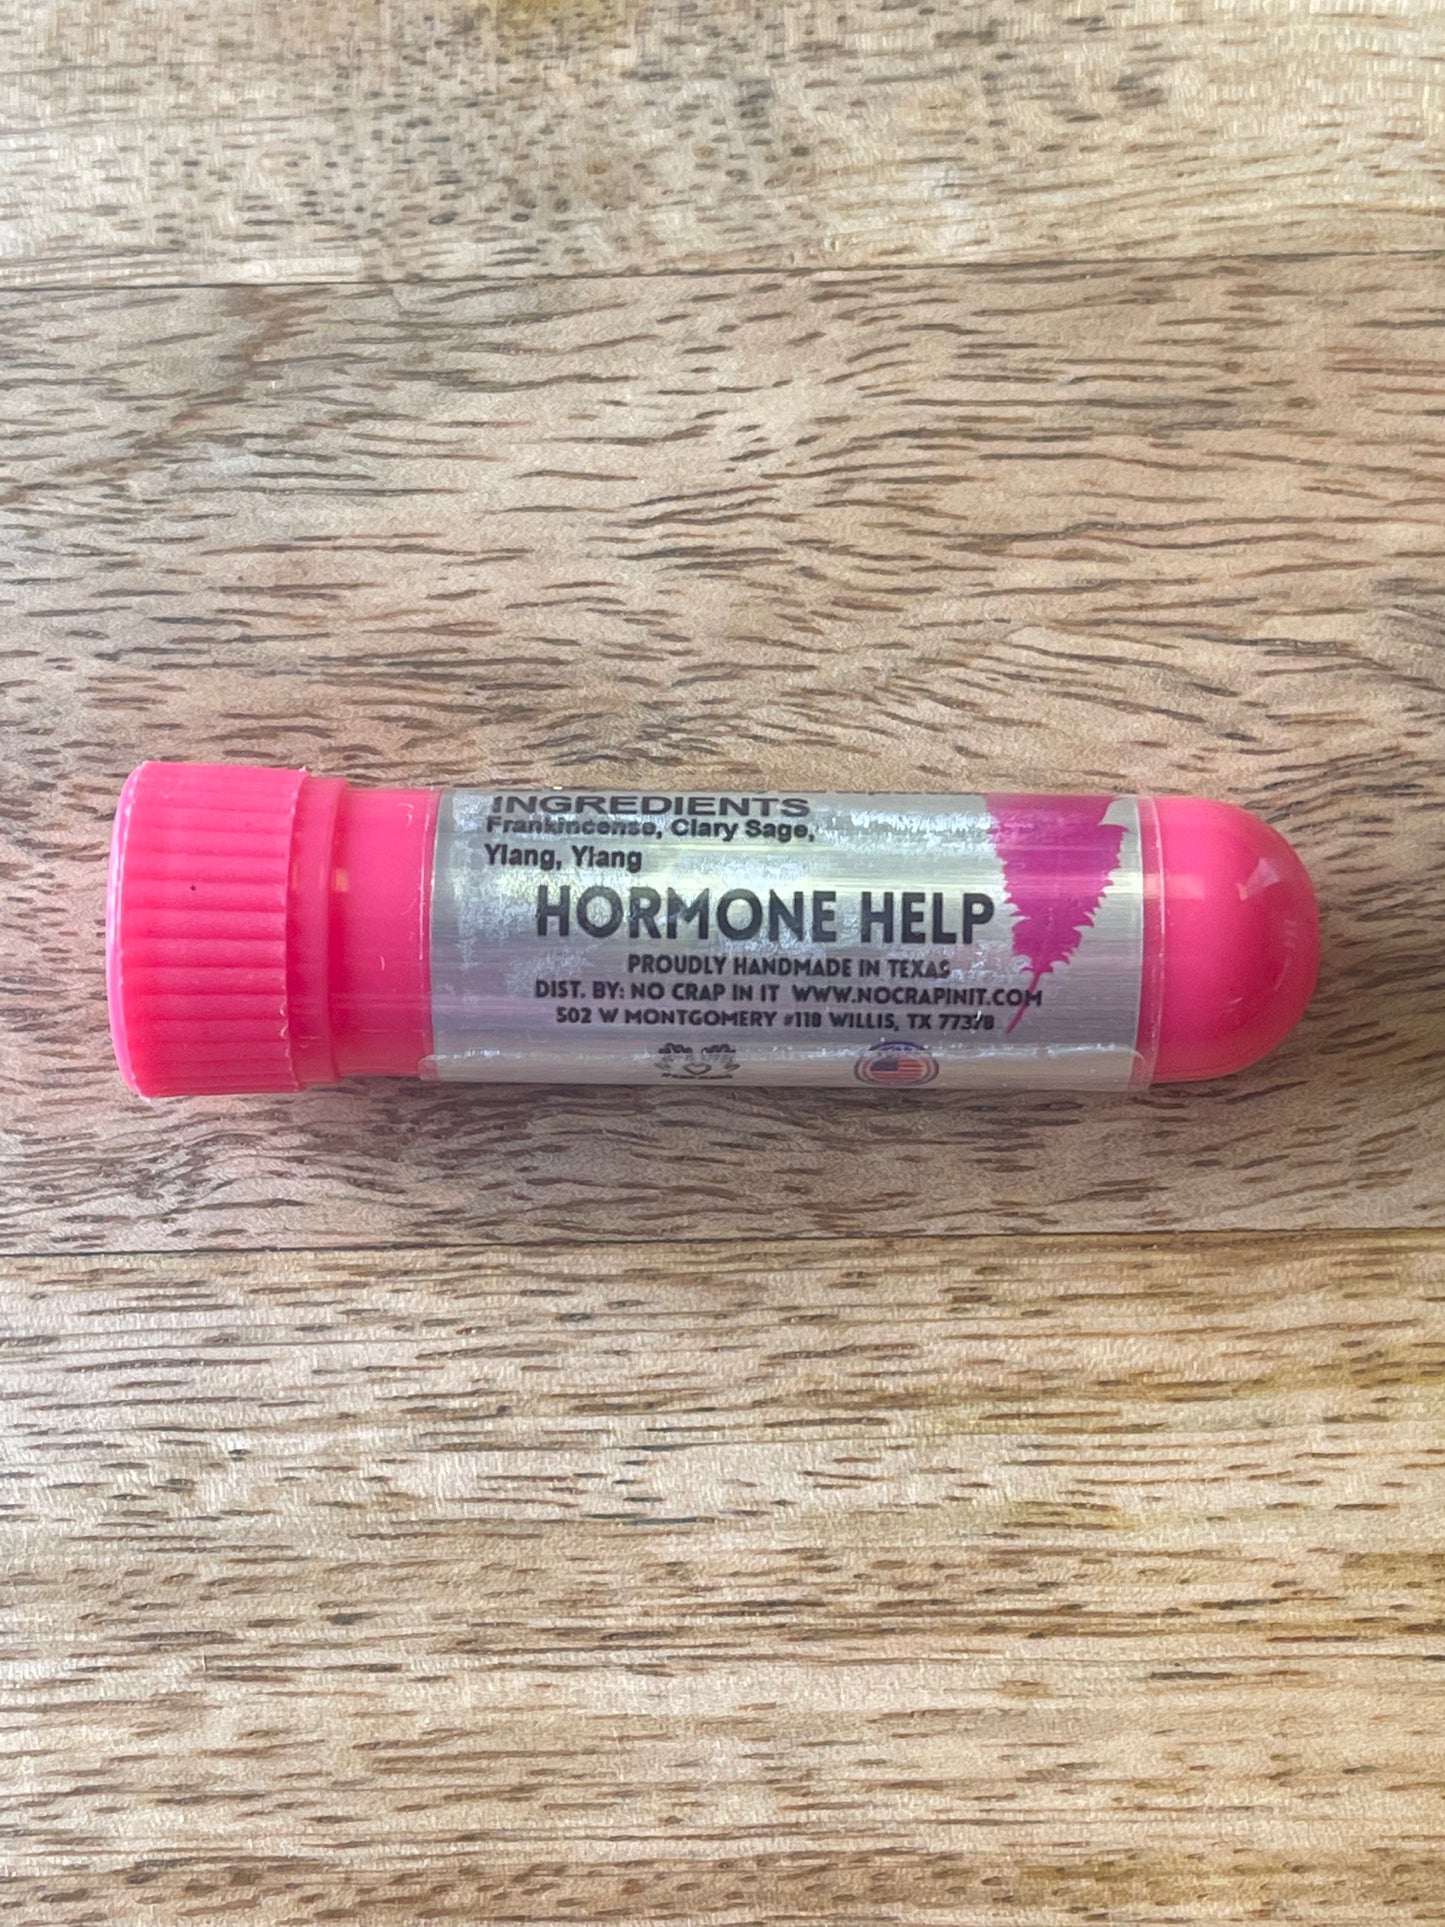 INGREDIENTS
Frankincense, Clary Sage,
Ylang, Ylang
HORMONE HELP
PROUDLY HANDMADE IN TEXAS
DIST. BY: NO CRAP IN IT WWW.NOCRAPINIT.COM
502 W MONTGOMERY #118 WILLIS, TX 77378